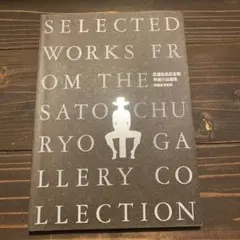 SELECTED
WORKS FR
OM THE
SATO CHU
RYO GA
LLERY CO
LLECTION